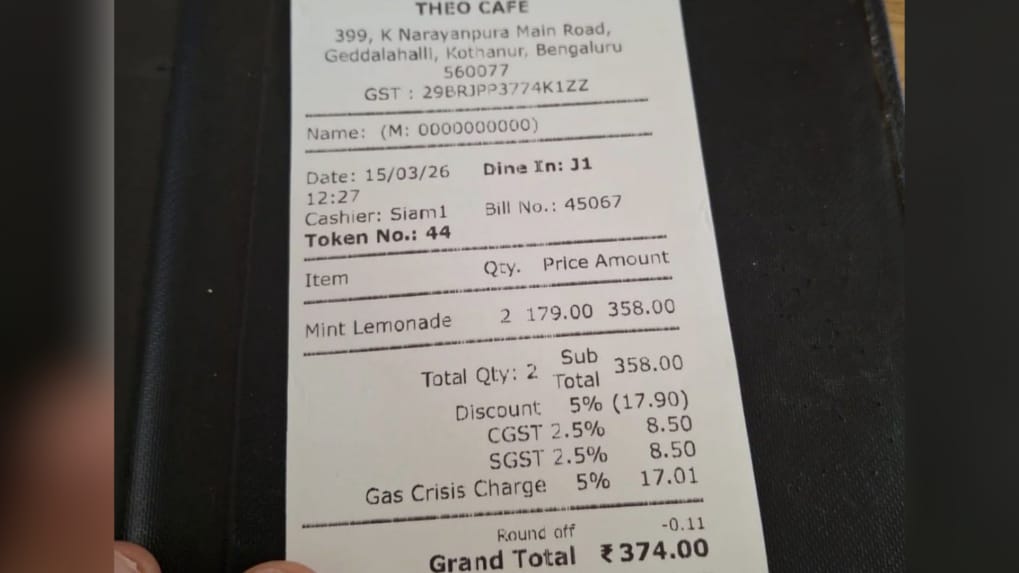 THEO CAFE
399, K Narayanpura Main Road,
Geddalahalli, Kothanur, Bengaluru
560077
GST : 29BRJPP3774K1ZZ
Name: (M: 0000000000)
Date: 15/03/26 Dine In: J1
12:27
Cashier: Siam1 Bill No.: 45067
Token No.: 44
Item Qty. Price Amount
Mint Lemonade 2 179.00 358.00
Total Qty: 2 Sub Total 358.00
Discount 5% (17.90)
CGST 2.5% 8.50
SGST 2.5% 8.50
Gas Crisis Charge 5% 17.01
Round off -0.11
Grand Total ₹374.00